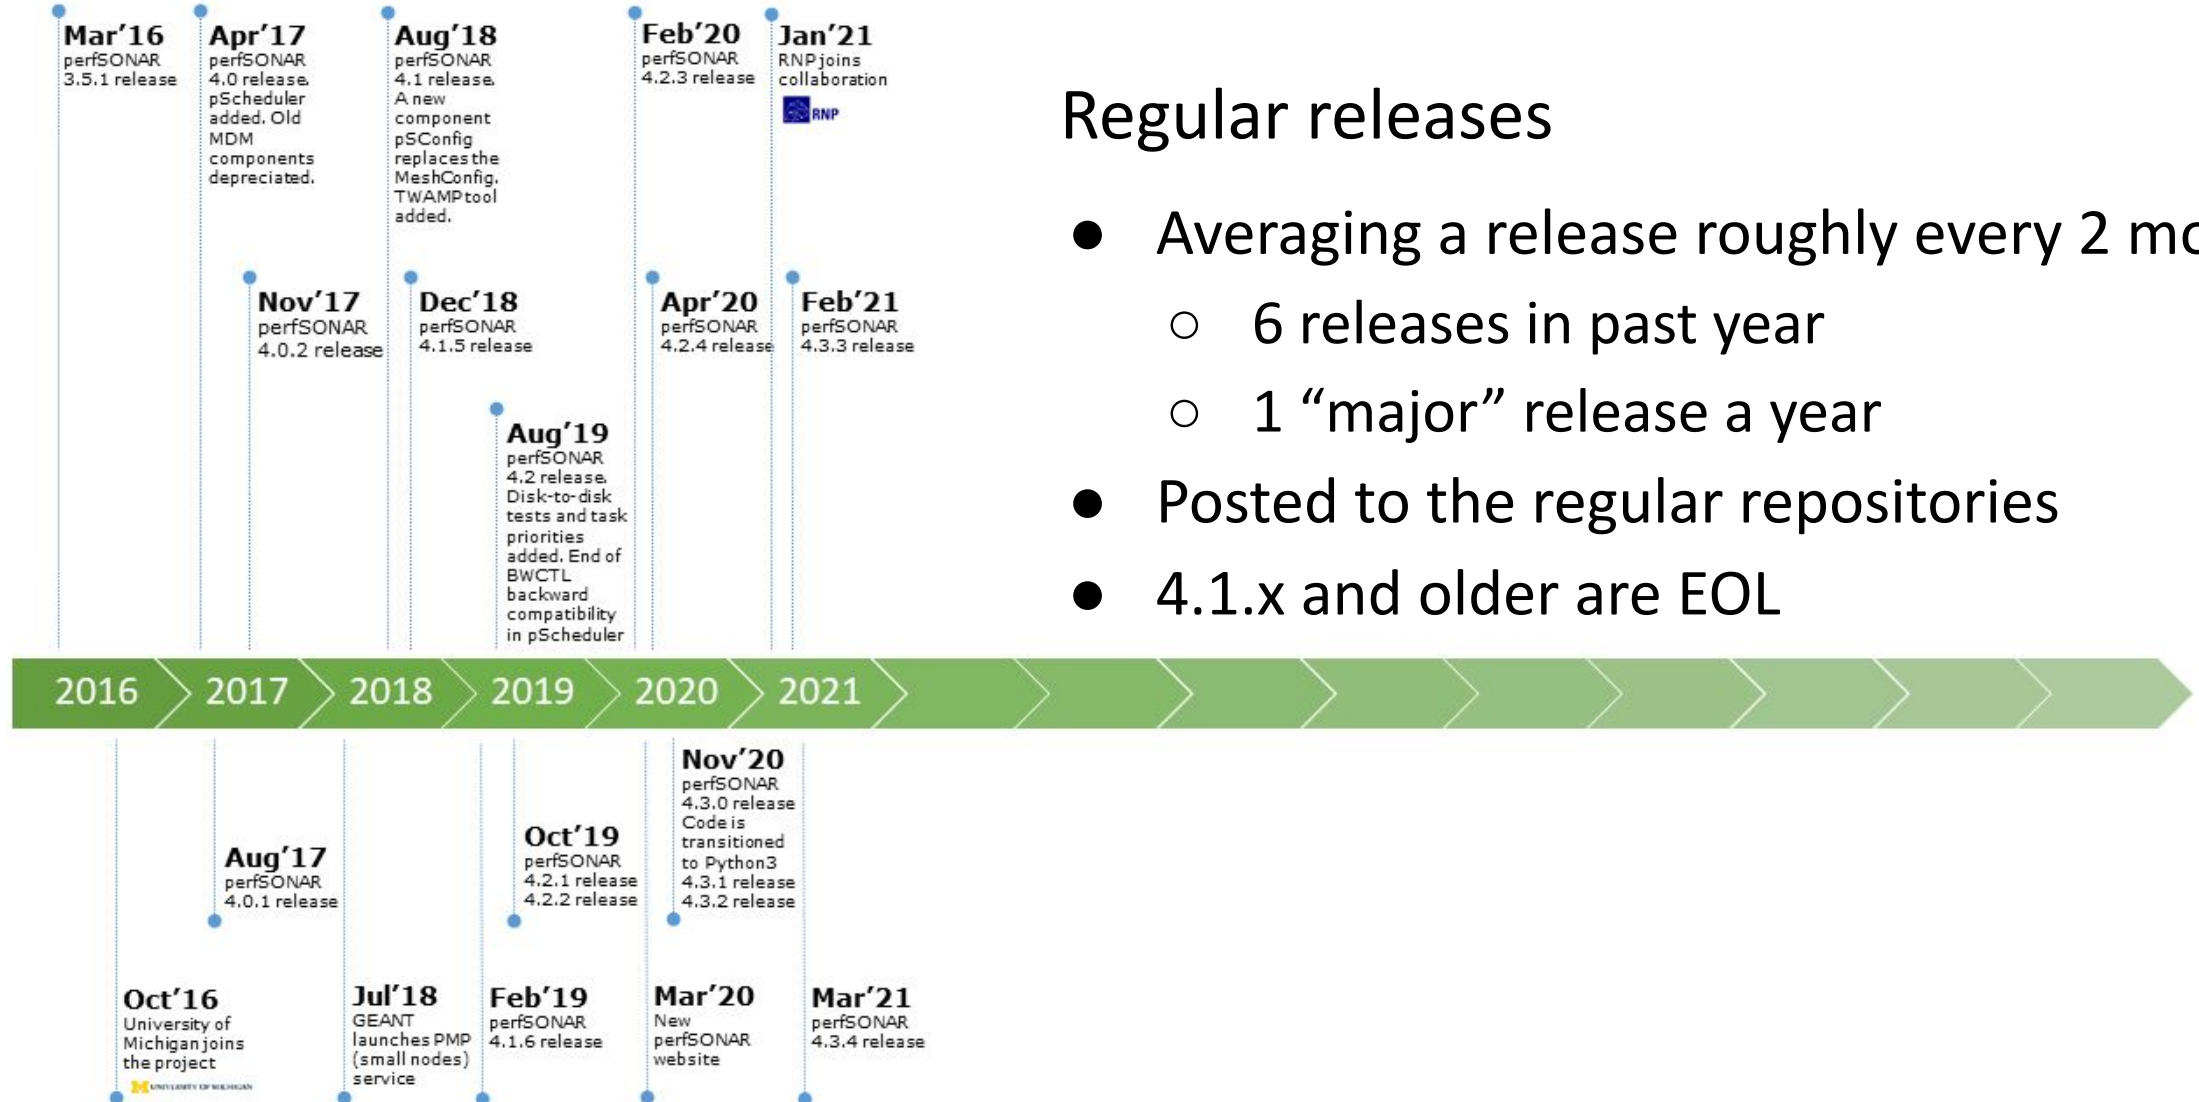 Mar’16
perfSONAR
3.5.1 release
Apr’17
perfSONAR
4.0 release.
pScheduler
added. Old
MDM
components
depreciated.
Aug’18
perfSONAR
4.1 release.
A new
component
pSConfig
replaces the
MeshConfig.
TWAMP tool
added.
Feb’20
perfSONAR
4.2.3 release
Jan’21
RNP joins
collaboration
RNP
Nov’17
perfSONAR
4.0.2 release
Dec’18
perfSONAR
4.1.5 release
Apr’20
perfSONAR
4.2.4 release
Feb’21
perfSONAR
4.3.3 release
Aug’19
perfSONAR
4.2 release.
Disk-to-disk
tests and task
priorities
added. End of
BWCTL
backward
compatibility
in pScheduler
Regular releases
● Averaging a release roughly every 2 mo
○ 6 releases in past year
○ 1 “major” release a year
● Posted to the regular repositories
● 4.1.x and older are EOL
2016 2017 2018 2019 2020 2021
Aug’17
perfSONAR
4.0.1 release
Oct’19
perfSONAR
4.2.1 release
4.2.2 release
Nov’20
perfSONAR
4.3.0 release
Code is
transitioned
to Python3
4.3.1 release
4.3.2 release
Oct’16
University of
Michigan joins
the project
M UNIVERSITY OF MICHIGAN
Jul’18
GEANT
launches PMP
(small nodes)
service
Feb’19
perfSONAR
4.1.6 release
Mar’20
New
perfSONAR
website
Mar’21
perfSONAR
4.3.4 release